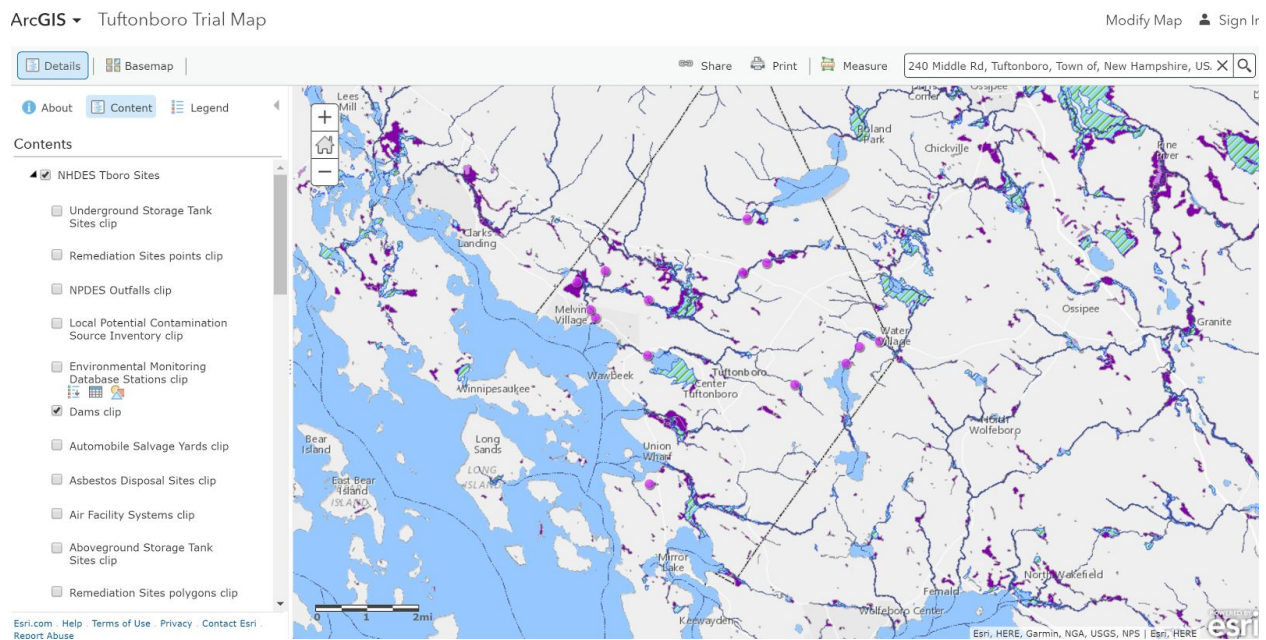 ArcGIS Tuftonboro Trial Map
Modify Map Sign In
Details Basemap
Share Print Measure 240 Middle Rd, Tuftonboro, Town of, New Hampshire, US.
About Content Legend
Contents
NHDES Tboro Sites
Underground Storage Tank
Sites clip
Remediation Sites points clip
NPDES Outfalls clip
Local Potential Contamination
Source Inventory clip
Environmental Monitoring
Database Stations clip
Dams clip
Automobile Salvage Yards clip
Asbestos Disposal Sites clip
Air Facility Systems clip
Aboveground Storage Tank
Sites clip
Remediation Sites polygons clip
Esri.com . Help . Terms of Use . Privacy . Contact Esri .
Report Abuse
Lees
Mill
Corner
Ossipee
Roland
Park
Chickville
Pine
River
Clarks
Landing
Melvin
Village
Ossipee
Granite
Water
Village
Wawbeek
Tuftonboro
Center
Tuftonboro
Winnipesaukee
North
Wolfeboro
Bear
Island
Long
Sands
LONG
ISLAND
Union
Wharf
East Bear
Island
ISLAND
Mirror
Lake
North Wakefield
Fernald
Wolfeboro Center
Keewaydin
0 1 2mi
Esri, HERE, Garmin, NGA, USGS, NPS | Esri, HERE
POWERED BY
esri